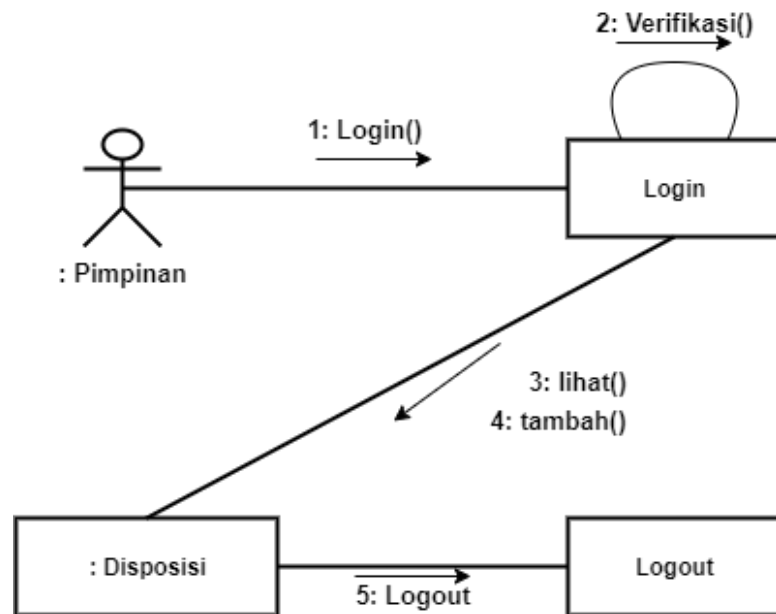 2: Verifikasi()
1: Login()
Login
: Pimpinan
3: lihat()
4: tambah()
: Disposisi
5: Logout
Logout